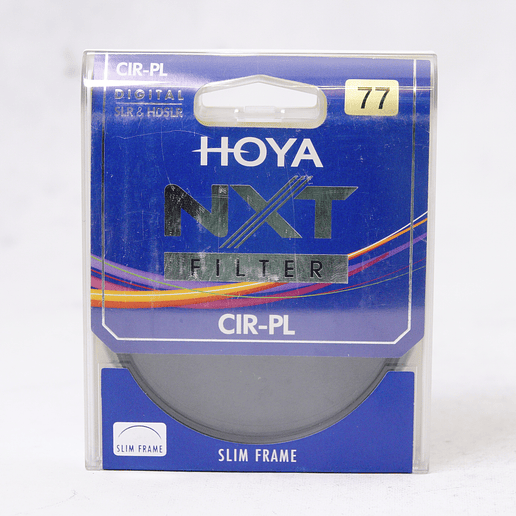 CIR-PL
DIGITAL
SLR & HDSLR
77
HOYA
NXT
FILTER
CIR-PL
SLIM FRAME
SLIM FRAME